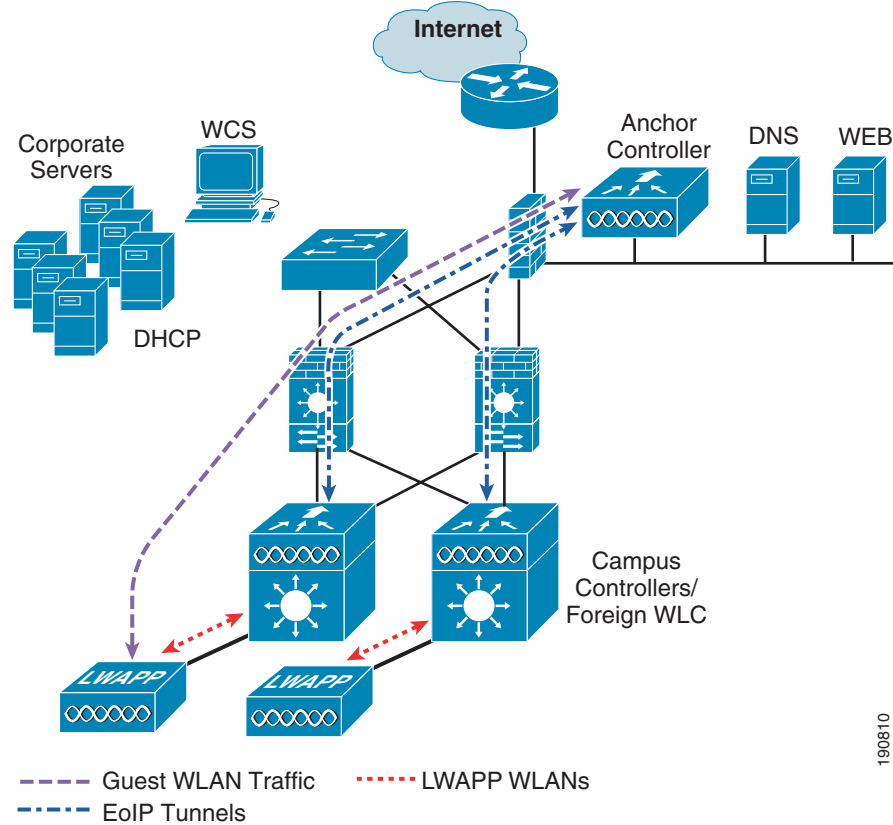 Internet
Corporate
Servers
WCS
Anchor
Controller
DNS
WEB
DHCP
Campus
Controllers/
Foreign WLC
LWAPP
LWAPP
190810
Guest WLAN Traffic
LWAPP WLANs
EoIP Tunnels